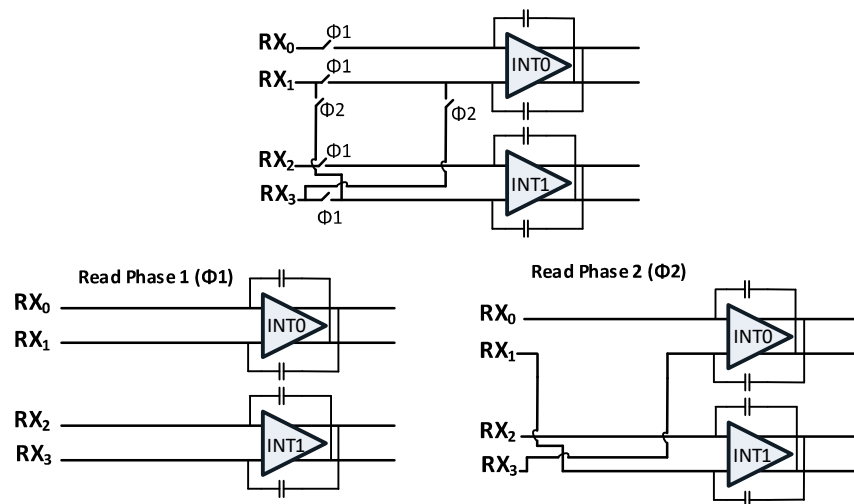 RX₀ Φ1
INT0
RX₁ Φ1
Φ2 Φ2
RX₂ Φ1
INT1
RX₃
Φ1
Read Phase 1 (Φ1)
RX₀
INT0
RX₁
RX₂
INT1
RX₃
Read Phase 2 (Φ2)
RX₀
INT0
RX₁
RX₂
INT1
RX₃